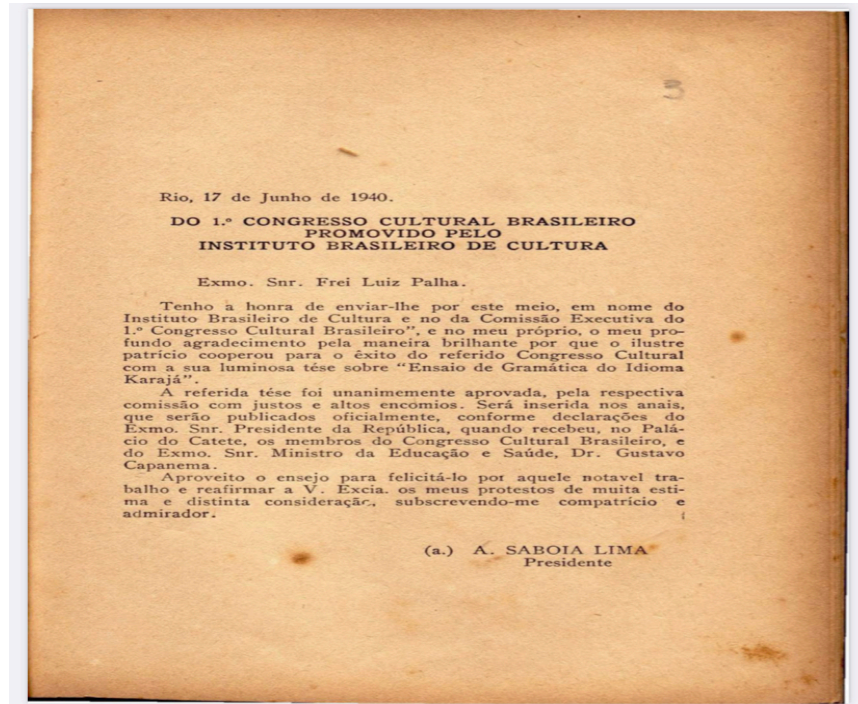 3
Rio, 17 de Junho de 1940.
DO 1.º CONGRESSO CULTURAL BRASILEIRO
PROMOVIDO PELO
INSTITUTO BRASILEIRO DE CULTURA
Exmo. Snr. Frei Luiz Palha.
Tenho a honra de enviar-lhe por este meio, em nome do
Instituto Brasileiro de Cultura e no da Comissão Executiva do
1.º Congresso Cultural Brasileiro", e no meu próprio, o meu pro-
fundo agradecimento pela maneira brilhante por que o ilustre
patrício cooperou para o êxito do referido Congresso Cultural
com a sua luminosa tése sobre "Ensaio de Gramática do Idioma
Karajá".
A referida tése foi unanimemente aprovada, pela respectiva
comissão com justos e altos encomios. Será inserida nos anais,
que serão publicados oficialmente, conforme declarações do
Exmo. Snr. Presidente da República, quando recebeu, no Palá-
cio do Catete, os membros do Congresso Cultural Brasileiro, e
do Exmo. Snr. Ministro da Educação e Saúde, Dr. Gustavo
Capanema.
Aproveito o ensejo para felicitá-lo por aquele notavel tra-
balho e reafirmar a V. Excia. os meus protestos de muita esti-
ma e distinta consideração, subscrevendo-me compatrício e
admirador.
(a.) A. SABOIA LIMA
Presidente